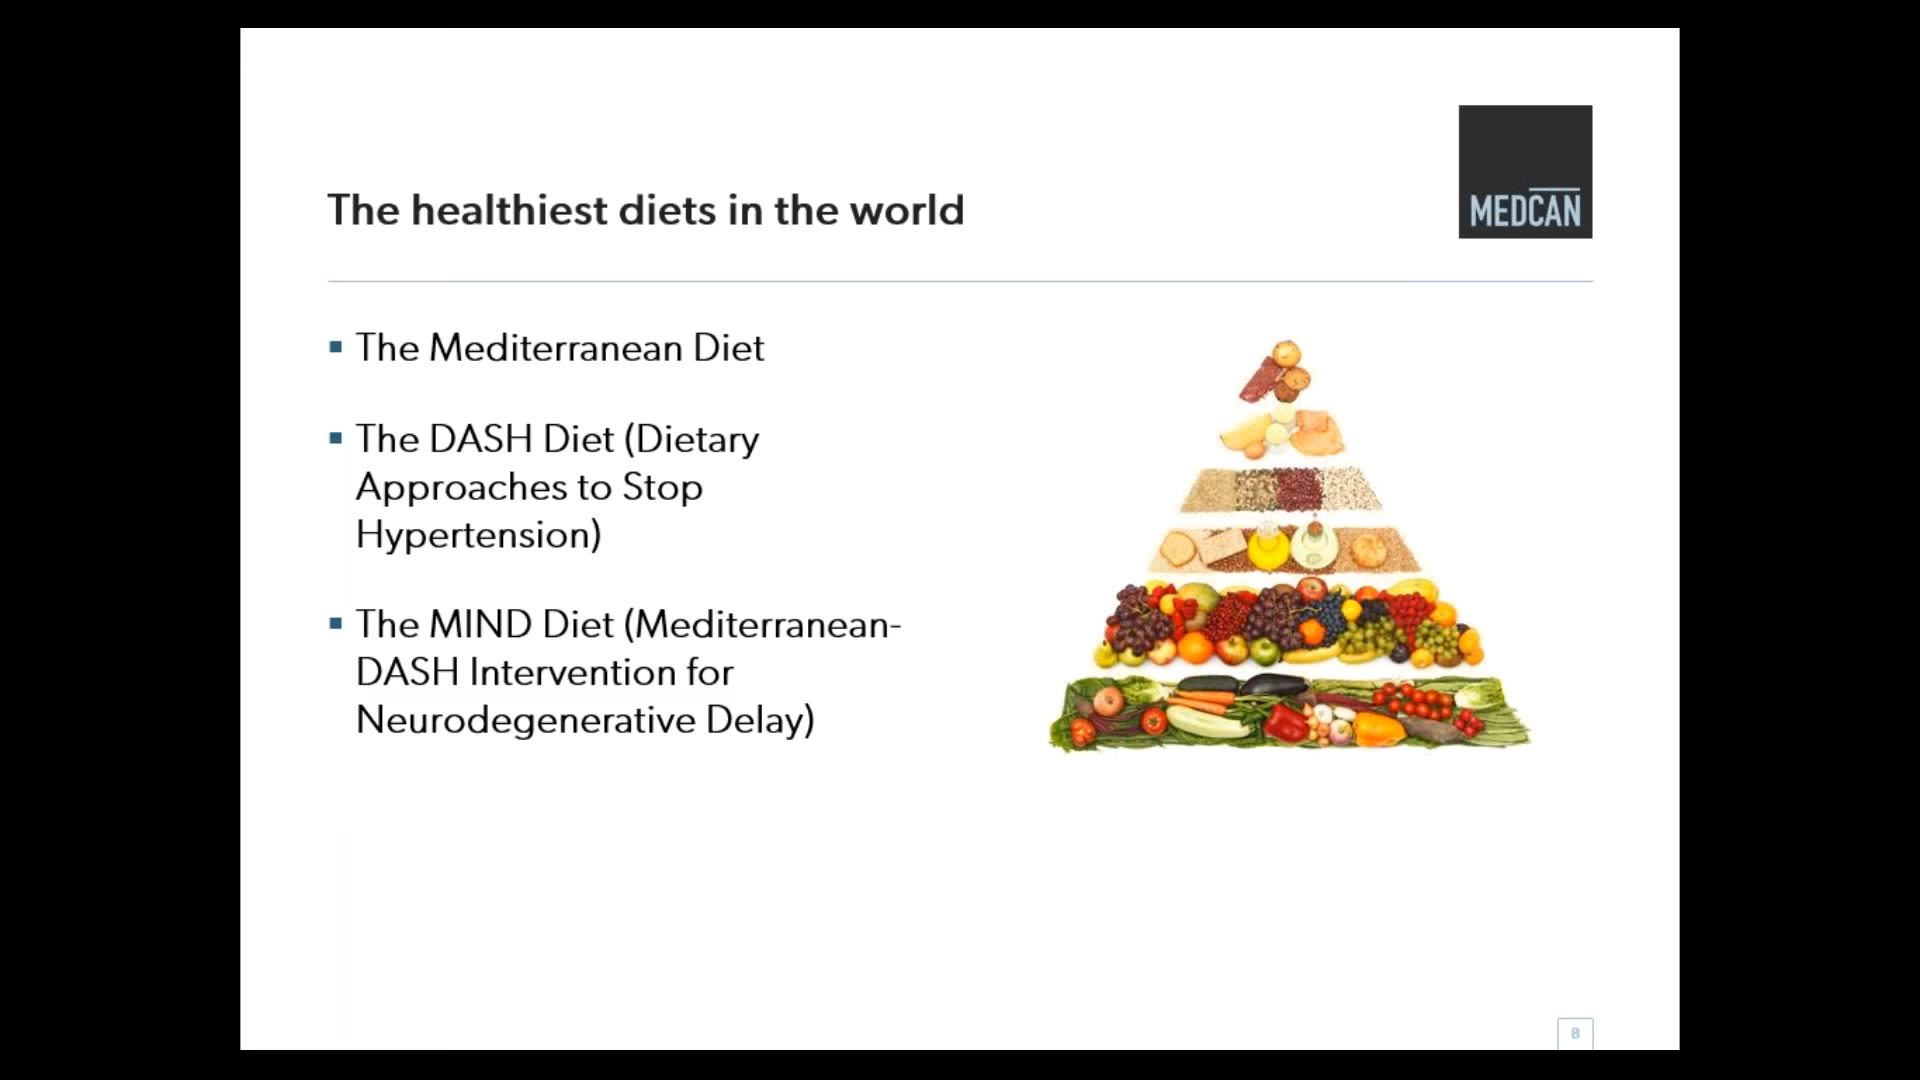 MEDCAN
The healthiest diets in the world
▪ The Mediterranean Diet
▪ The DASH Diet (Dietary
Approaches to Stop
Hypertension)
▪ The MIND Diet (Mediterranean-
DASH Intervention for
Neurodegenerative Delay)
8